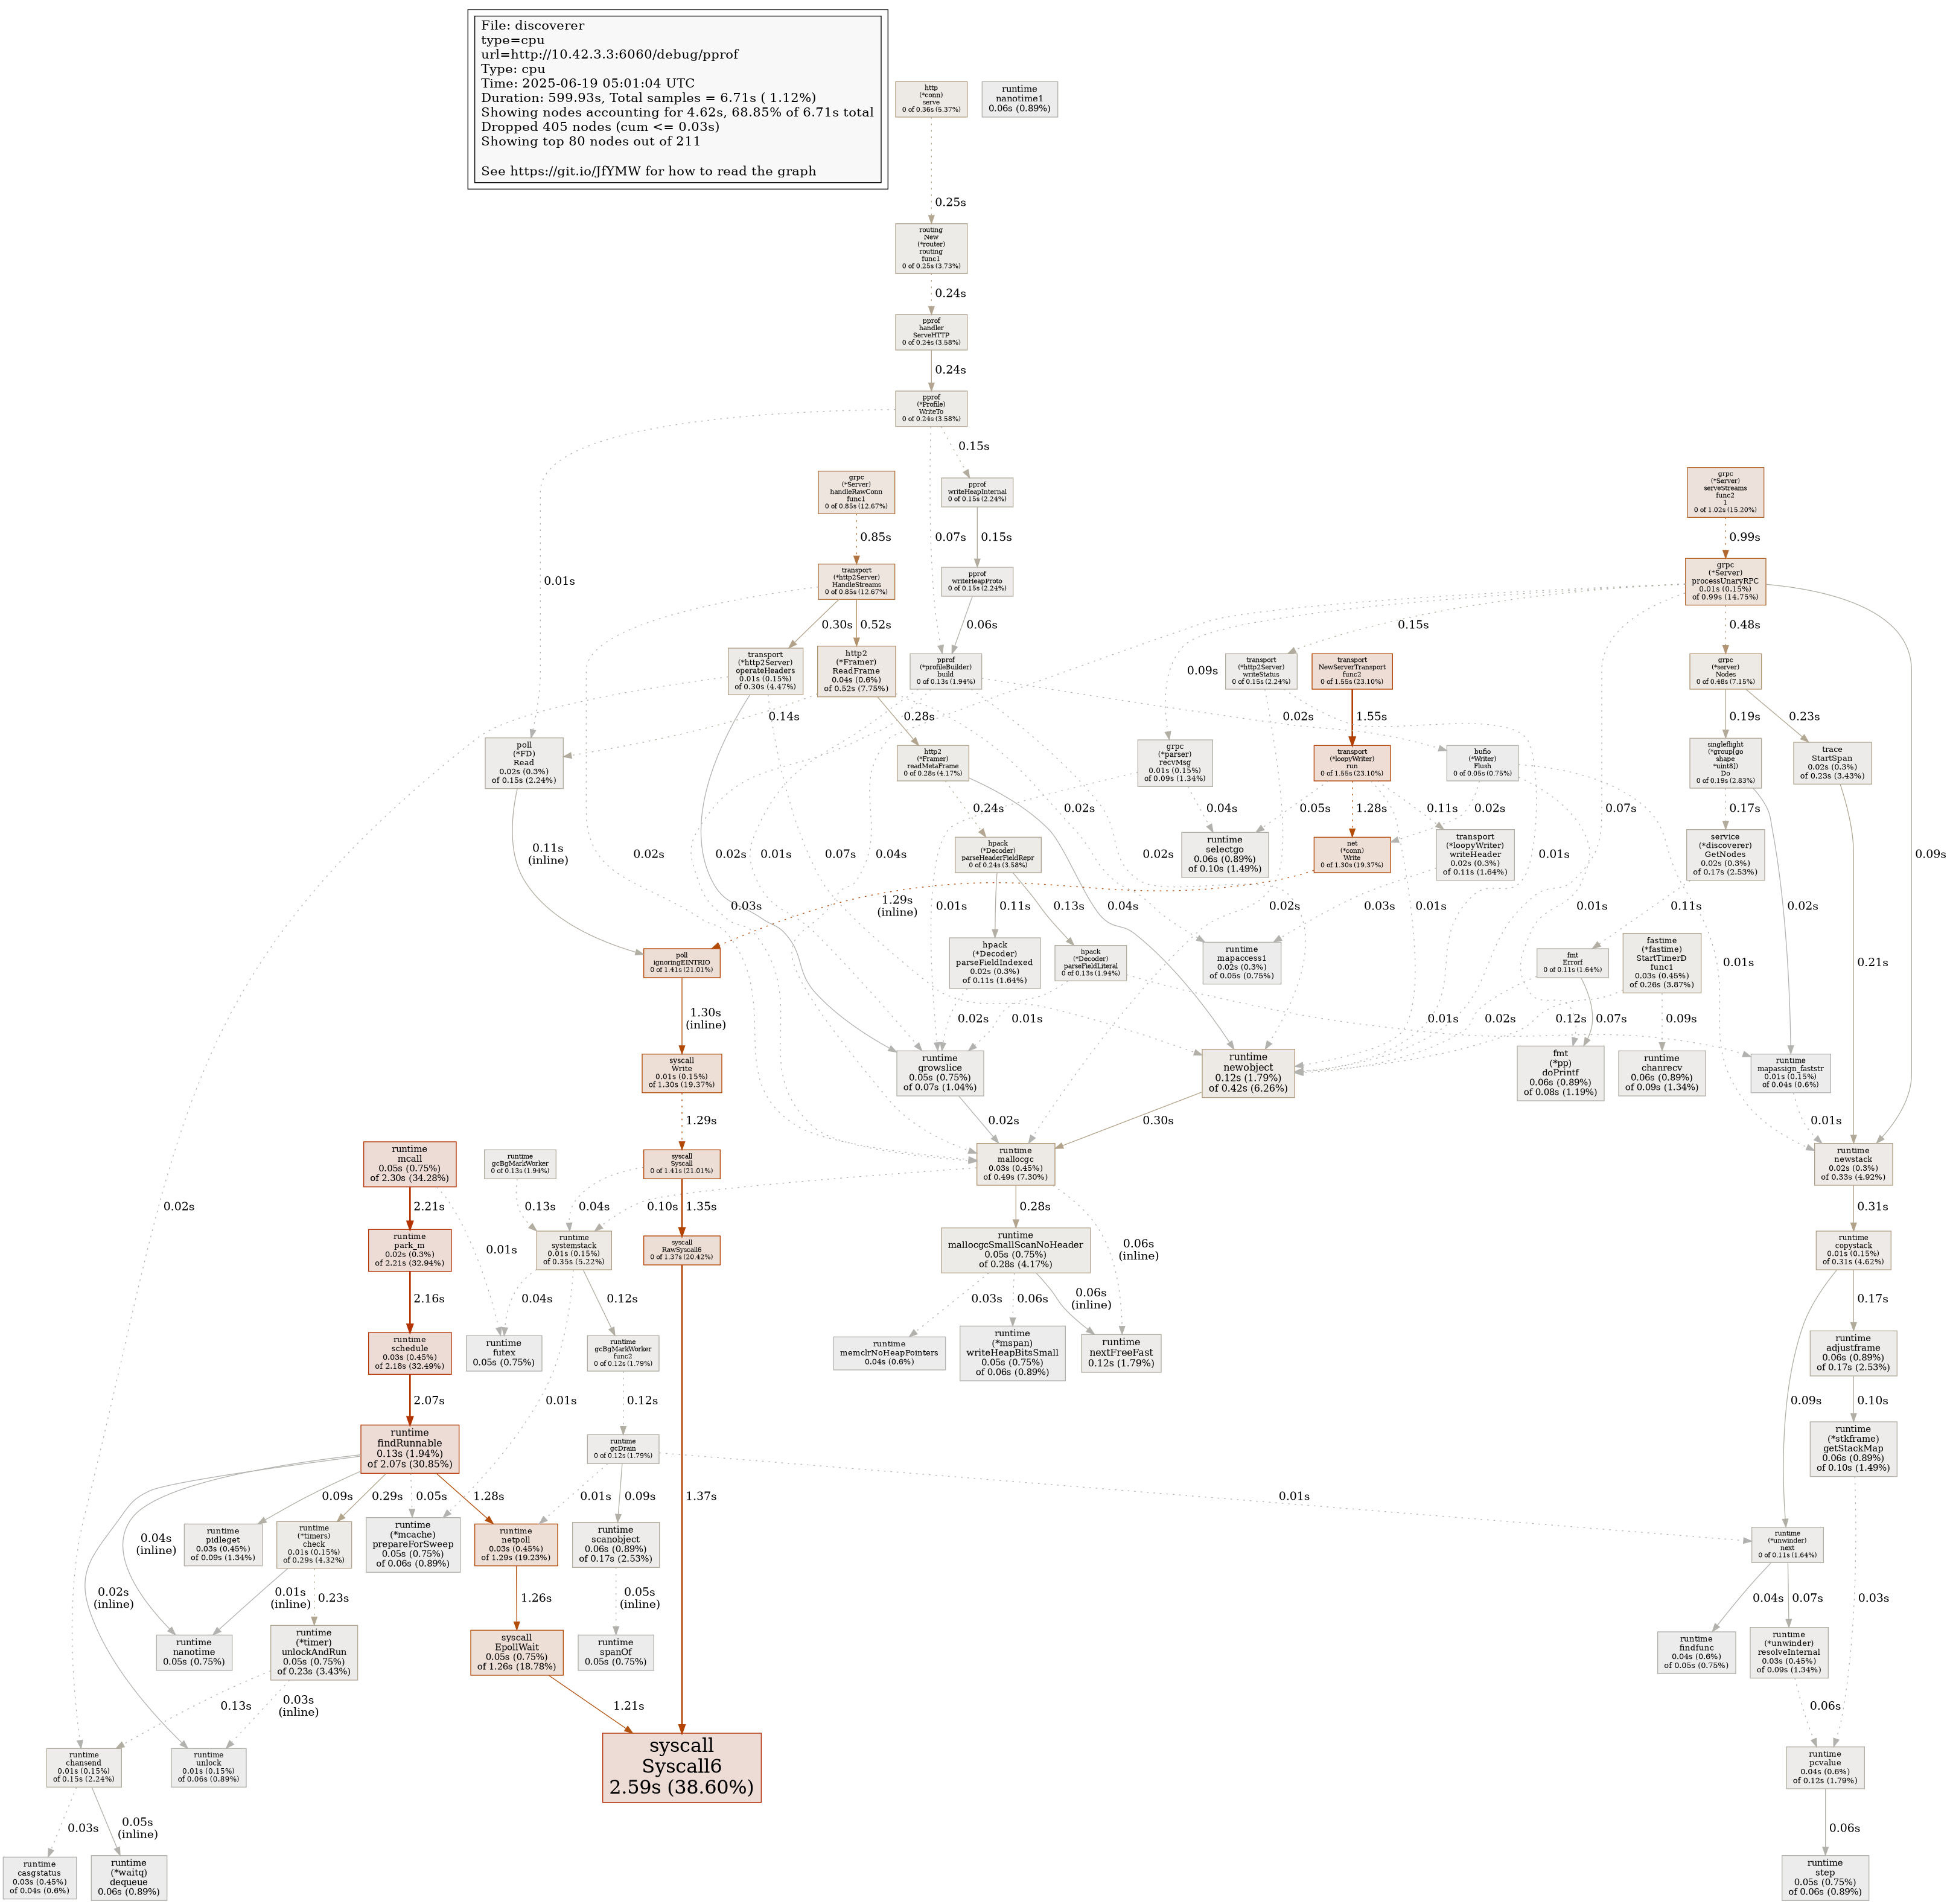 File: discoverer
type=cpu
url=http://10.42.3.3:6060/debug/pprof
Type: cpu
Time: 2025-06-19 05:01:04 UTC
Duration: 599.93s, Total samples = 6.71s ( 1.12%)
Showing nodes accounting for 4.62s, 68.85% of 6.71s total
Dropped 405 nodes (cum <= 0.03s)
Showing top 80 nodes out of 211
See https://git.io/JfYMW for how to read the graph
http
(*conn)
serve
0 of 0.36s (5.37%)
runtime
nanotime1
0.06s (0.89%)
0.25s
routing
New
(*router)
routing
func1
0 of 0.25s (3.73%)
0.24s
pprof
handler
ServeHTTP
0 of 0.24s (3.58%)
0.24s
pprof
(*Profile)
WriteTo
0 of 0.24s (3.58%)
0.15s
grpc
(*Server)
handleRawConn
func1
0 of 0.85s (12.67%)
pprof
writeHeapInternal
0 of 0.15s (2.24%)
grpc
(*Server)
serveStreams
func2
1
0 of 1.02s (15.20%)
0.85s
0.07s
0.15s
0.99s
0.01s
transport
(*http2Server)
HandleStreams
0 of 0.85s (12.67%)
pprof
writeHeapProto
0 of 0.15s (2.24%)
grpc
(*Server)
processUnaryRPC
0.01s (0.15%)
of 0.99s (14.75%)
0.30s
0.52s
0.06s
0.15s
0.48s
transport
(*http2Server)
operateHeaders
0.01s (0.15%)
of 0.30s (4.47%)
http2
(*Framer)
ReadFrame
0.04s (0.6%)
of 0.52s (7.75%)
pprof
(*profileBuilder)
build
0 of 0.13s (1.94%)
0.09s
transport
(*http2Server)
writeStatus
0 of 0.15s (2.24%)
transport
NewServerTransport
func2
0 of 1.55s (23.10%)
grpc
(*server)
Nodes
0 of 0.48s (7.15%)
0.14s
0.28s
0.02s
1.55s
0.19s
0.23s
poll
(*FD)
Read
0.02s (0.3%)
of 0.15s (2.24%)
http2
(*Framer)
readMetaFrame
0 of 0.28s (4.17%)
grpc
(*parser)
recvMsg
0.01s (0.15%)
of 0.09s (1.34%)
transport
(*loopyWriter)
run
0 of 1.55s (23.10%)
bufio
(*Writer)
Flush
0 of 0.05s (0.75%)
singleflight
(*group[go
shape
*uint8])
Do
0 of 0.19s (2.83%)
trace
StartSpan
0.02s (0.3%)
of 0.23s (3.43%)
0.24s
0.02s
0.04s
0.05s
1.28s
0.11s
0.02s
0.07s
0.17s
0.11s
(inline)
0.02s
0.02s
0.01s
0.07s
0.04s
hpack
(*Decoder)
parseHeaderFieldRepr
0 of 0.24s (3.58%)
0.02s
runtime
selectgo
0.06s (0.89%)
of 0.10s (1.49%)
0.01s
net
(*conn)
Write
0 of 1.30s (19.37%)
transport
(*loopyWriter)
writeHeader
0.02s (0.3%)
of 0.11s (1.64%)
service
(*discoverer)
GetNodes
0.02s (0.3%)
of 0.17s (2.53%)
0.09s
0.03s
1.29s
(inline)
0.01s
0.11s
0.13s
0.04s
0.02s
0.01s
0.03s
0.01s
0.11s
0.02s
poll
ignoringEINTRIO
0 of 1.41s (21.01%)
hpack
(*Decoder)
parseFieldIndexed
0.02s (0.3%)
of 0.11s (1.64%)
hpack
(*Decoder)
parseFieldLiteral
0 of 0.13s (1.94%)
runtime
mapaccess1
0.02s (0.3%)
of 0.05s (0.75%)
fmt
Errorf
0 of 0.11s (1.64%)
fastime
(*fastime)
StartTimerD
func1
0.03s (0.45%)
of 0.26s (3.87%)
0.01s
0.21s
1.30s
(inline)
0.02s
0.01s
0.01s
0.02s
0.12s
0.07s
0.09s
syscall
Write
0.01s (0.15%)
of 1.30s (19.37%)
runtime
growslice
0.05s (0.75%)
of 0.07s (1.04%)
runtime
newobject
0.12s (1.79%)
of 0.42s (6.26%)
fmt
(*pp)
doPrintf
0.06s (0.89%)
of 0.08s (1.19%)
runtime
chanrecv
0.06s (0.89%)
of 0.09s (1.34%)
runtime
mapassign_faststr
0.01s (0.15%)
of 0.04s (0.6%)
1.29s
0.02s
0.30s
0.01s
runtime
mcall
0.05s (0.75%)
of 2.30s (34.28%)
runtime
gcBgMarkWorker
0 of 0.13s (1.94%)
syscall
Syscall
0 of 1.41s (21.01%)
runtime
mallocgc
0.03s (0.45%)
of 0.49s (7.30%)
runtime
newstack
0.02s (0.3%)
of 0.33s (4.92%)
0.02s
2.21s
0.13s
0.04s
0.10s
1.35s
0.28s
0.31s
runtime
park_m
0.02s (0.3%)
of 2.21s (32.94%)
0.01s
runtime
systemstack
0.01s (0.15%)
of 0.35s (5.22%)
syscall
RawSyscall6
0 of 1.37s (20.42%)
runtime
mallocgcSmallScanNoHeader
0.05s (0.75%)
of 0.28s (4.17%)
0.06s
(inline)
runtime
copystack
0.01s (0.15%)
of 0.31s (4.62%)
2.16s
0.04s
0.12s
0.03s
0.06s
0.06s
(inline)
0.17s
runtime
schedule
0.03s (0.45%)
of 2.18s (32.49%)
runtime
futex
0.05s (0.75%)
runtime
gcBgMarkWorker
func2
0 of 0.12s (1.79%)
runtime
memclrNoHeapPointers
0.04s (0.6%)
runtime
(*mspan)
writeHeapBitsSmall
0.05s (0.75%)
of 0.06s (0.89%)
runtime
nextFreeFast
0.12s (1.79%)
runtime
adjustframe
0.06s (0.89%)
of 0.17s (2.53%)
2.07s
0.01s
0.12s
0.09s
0.10s
runtime
findRunnable
0.13s (1.94%)
of 2.07s (30.85%)
runtime
gcDrain
0 of 0.12s (1.79%)
runtime
(*stkframe)
getStackMap
0.06s (0.89%)
of 0.10s (1.49%)
0.09s
0.29s
0.05s
1.28s
0.01s
0.09s
1.37s
0.01s
0.04s
(inline)
runtime
pidleget
0.03s (0.45%)
of 0.09s (1.34%)
runtime
(*timers)
check
0.01s (0.15%)
of 0.29s (4.32%)
runtime
(*mcache)
prepareForSweep
0.05s (0.75%)
of 0.06s (0.89%)
runtime
netpoll
0.03s (0.45%)
of 1.29s (19.23%)
runtime
scanobject
0.06s (0.89%)
of 0.17s (2.53%)
runtime
(*unwinder)
next
0 of 0.11s (1.64%)
0.02s
(inline)
0.01s
(inline)
0.23s
1.26s
0.05s
(inline)
0.04s
0.07s
0.03s
runtime
nanotime
0.05s (0.75%)
runtime
(*timer)
unlockAndRun
0.05s (0.75%)
of 0.23s (3.43%)
syscall
EpollWait
0.05s (0.75%)
of 1.26s (18.78%)
runtime
spanOf
0.05s (0.75%)
runtime
findfunc
0.04s (0.6%)
of 0.05s (0.75%)
runtime
(*unwinder)
resolveInternal
0.03s (0.45%)
of 0.09s (1.34%)
0.13s
0.03s
(inline)
1.21s
0.06s
runtime
chansend
0.01s (0.15%)
of 0.15s (2.24%)
runtime
unlock
0.01s (0.15%)
of 0.06s (0.89%)
syscall
Syscall6
2.59s (38.60%)
runtime
pcvalue
0.04s (0.6%)
of 0.12s (1.79%)
0.03s
0.05s
(inline)
0.06s
runtime
casgstatus
0.03s (0.45%)
of 0.04s (0.6%)
runtime
(*waitq)
dequeue
0.06s (0.89%)
runtime
step
0.05s (0.75%)
of 0.06s (0.89%)